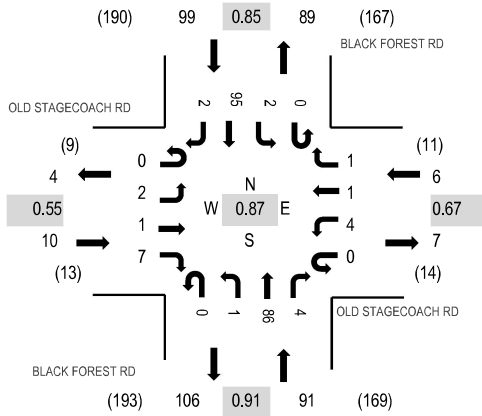 (190) 99 0.85 89 (167)
BLACK FOREST RD
OLD STAGECOACH RD
2 95 2 0
(9) (11)
4 0 1 6
0.55 2 N 1 0.67
W 0.87 E
10 1 S 4 7
(13) 7 0 (14)
0 1 86 4
OLD STAGECOACH RD
BLACK FOREST RD
(193) 106 0.91 91 (169)